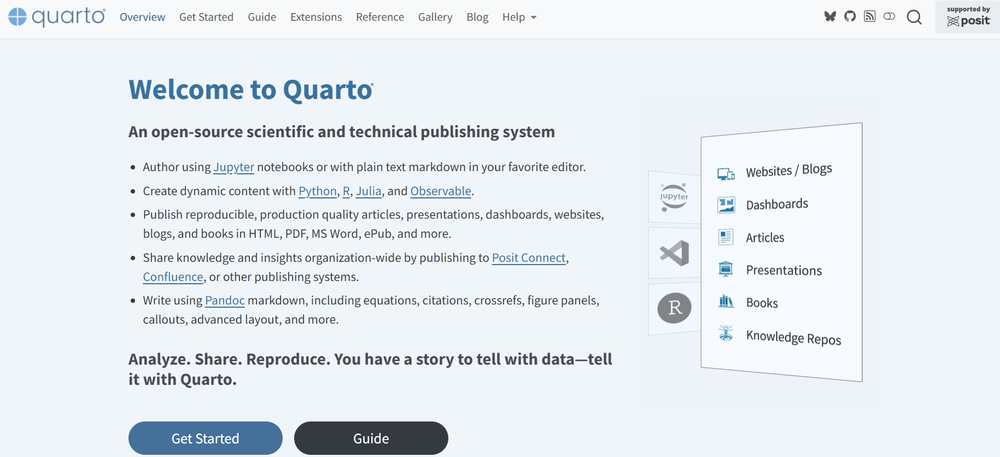 quarto®
Overview Get Started Guide Extensions Reference Gallery Blog Help
supported by
posit
Welcome to Quarto®
An open-source scientific and technical publishing system
Author using Jupyter notebooks or with plain text markdown in your favorite editor.
Create dynamic content with Python, R, Julia, and Observable.
Publish reproducible, production quality articles, presentations, dashboards, websites,
blogs, and books in HTML, PDF, MS Word, ePub, and more.
Share knowledge and insights organization-wide by publishing to Posit Connect,
Confluence, or other publishing systems.
Write using Pandoc markdown, including equations, citations, crossrefs, figure panels,
callouts, advanced layout, and more.
Analyze. Share. Reproduce. You have a story to tell with data—tell
it with Quarto.
Get Started
Guide
Jupyter
R
Websites / Blogs
Dashboards
Articles
Presentations
Books
Knowledge Repos